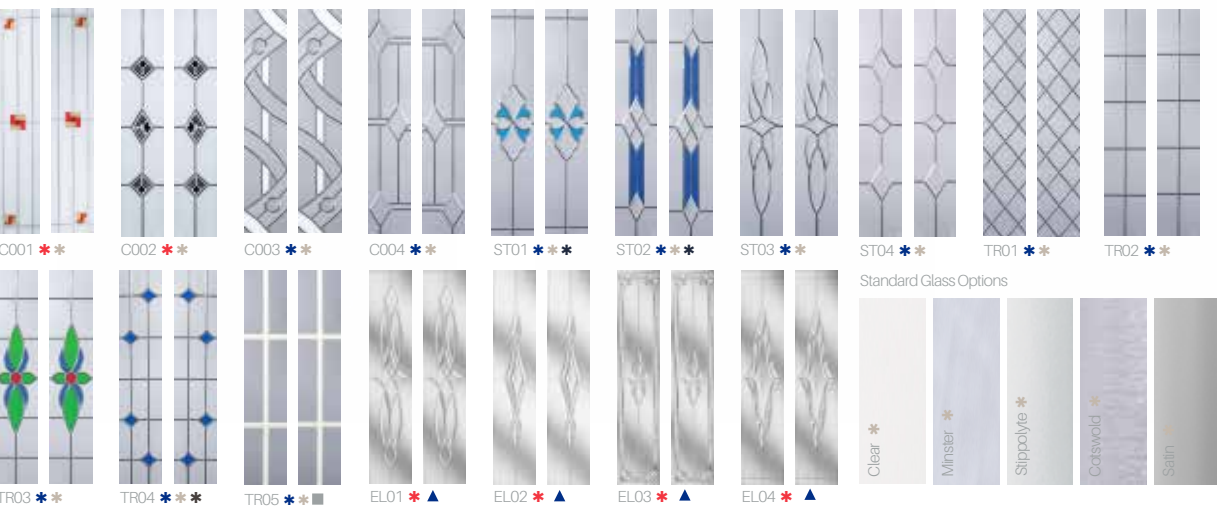 C001 * *
C002 * *
C003 * *
C004 * *
ST01 * * *
ST02 * * *
ST03 * *
ST04 * *
TR01 * *
TR02 * *
Standard Glass Options
Clear *
Minster *
Stippolyte *
Cotswold *
Satin *
TR03 * *
TR04 * * *
TR05 * * ■
EL01 * ▲
EL02 * ▲
EL03 * ▲
EL04 * ▲